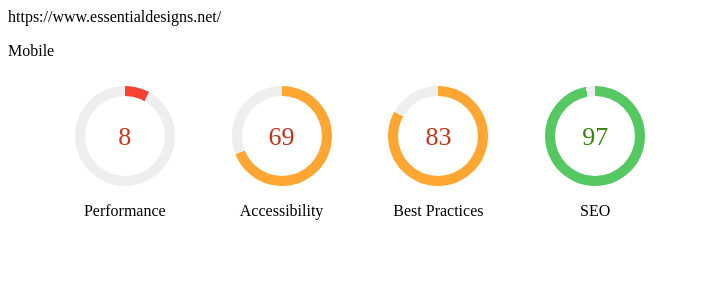 https://www.essentialdesigns.net/
Mobile
8 69 83 97
Performance Accessibility Best Practices SEO